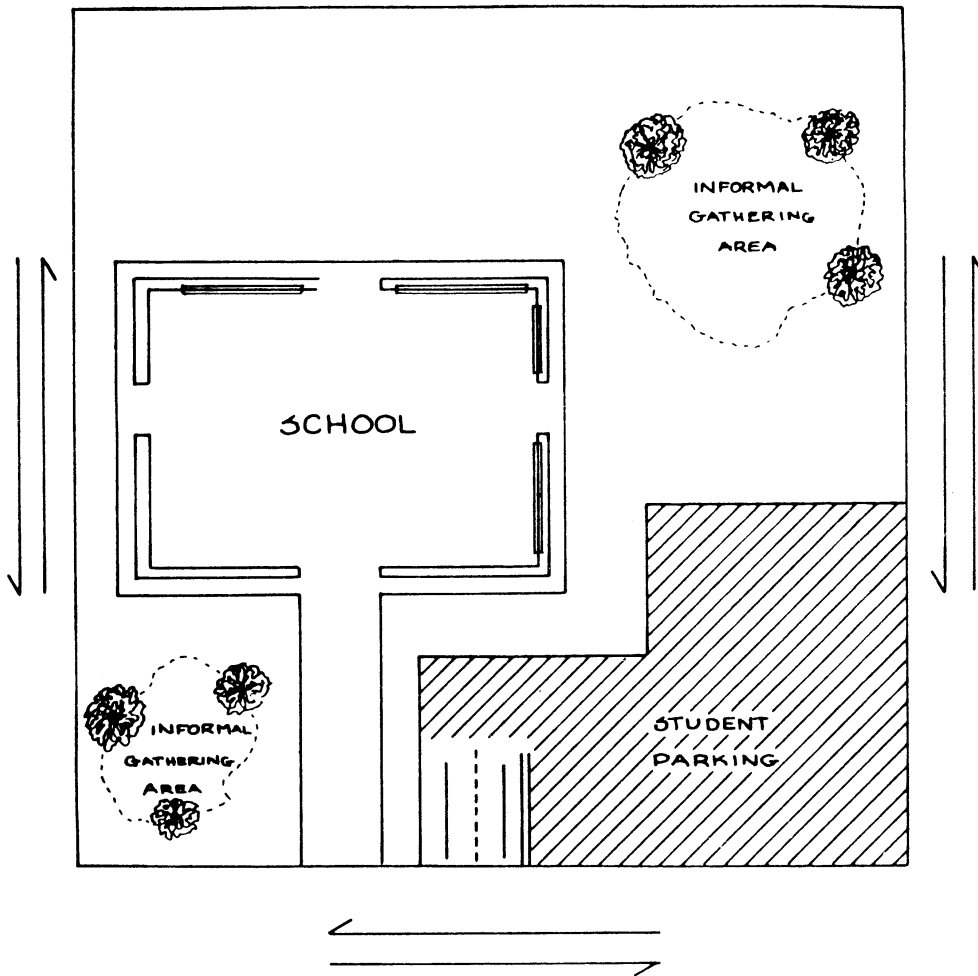 INFORMAL
GATHERING
AREA
SCHOOL
INFORMAL
GATHERING
AREA
STUDENT
PARKING